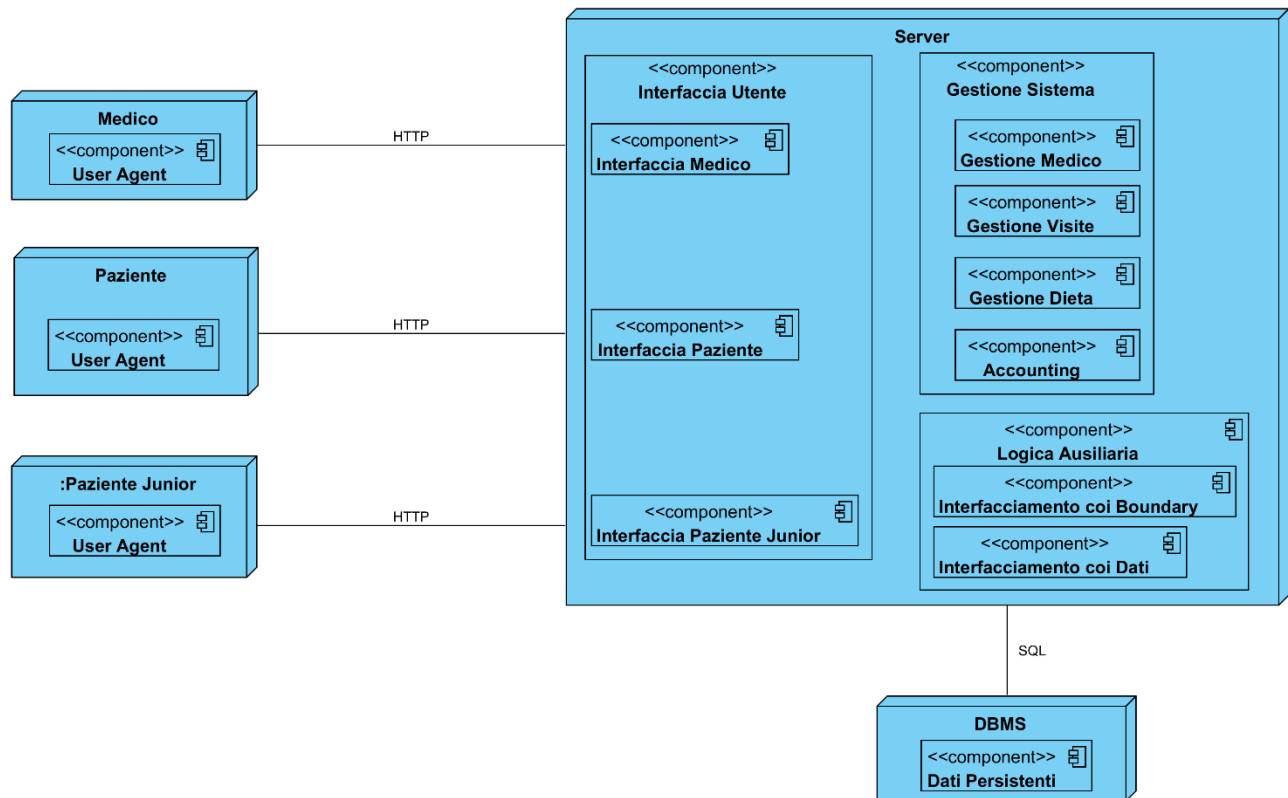 Medico
<<component>>
User Agent
HTTP
Paziente
<<component>>
User Agent
HTTP
:Paziente Junior
<<component>>
User Agent
HTTP
Server
<<component>>
Interfaccia Utente
<<component>>
Interfaccia Medico
<<component>>
Interfaccia Paziente
<<component>>
Interfaccia Paziente Junior
<<component>>
Gestione Sistema
<<component>>
Gestione Medico
<<component>>
Gestione Visite
<<component>>
Gestione Dieta
<<component>>
Accounting
<<component>>
Logica Ausiliaria
<<component>>
Interfacciamento coi Boundary
<<component>>
Interfacciamento coi Dati
SQL
DBMS
<<component>>
Dati Persistenti